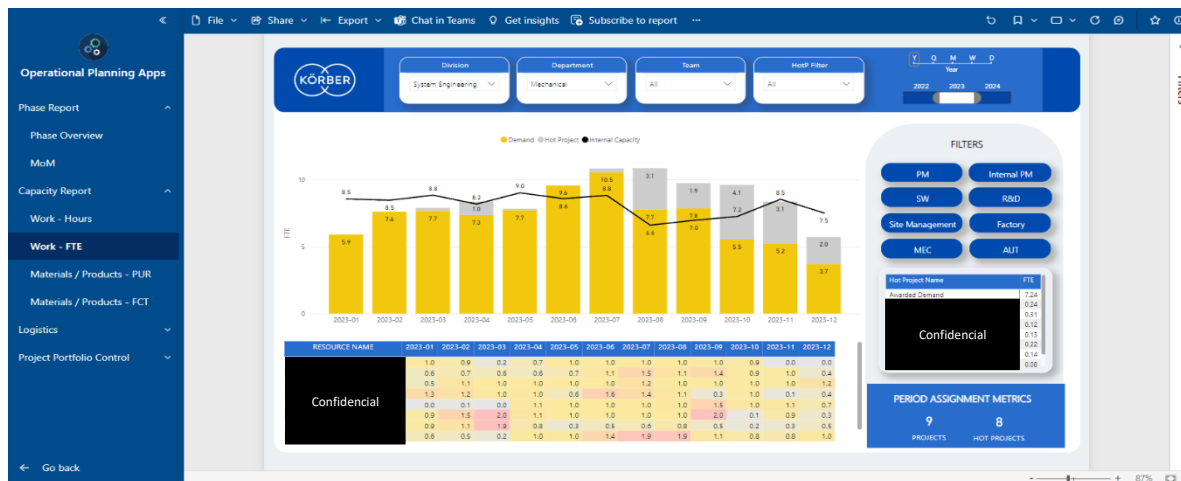 File
Share
Export
Chat in Teams
Get insights
Subscribe to report
Operational Planning Apps
Phase Report
Phase Overview
MoM
Capacity Report
Work - Hours
Work - FTE
Materials / Products - PUR
Materials / Products - FCT
Logistics
Project Portfolio Control
Go back
KÖRBER
Division
System Engineering
Department
Mechanical
Team
All
HotP Filter
All
Y Q M W D
Year
2022 2023 2024
Filters
Demand Hot Project Internal Capacity
FTE
10
5
0
8.5 8.5 8.8 8.2 9.0 9.6 10.5 3.1 1.9 4.1 8.5 7.5
5.9 7.6 7.7 1.0 7.7 8.6 8.8 7.7 7.8 7.2 3.1 2.0
7.2 6.6 7.0 5.5 5.2 3.7
2023-01 2023-02 2023-03 2023-04 2023-05 2023-06 2023-07 2023-08 2023-09 2023-10 2023-11 2023-12
RESOURCE NAME 2023-01 2023-02 2023-03 2023-04 2023-05 2023-06 2023-07 2023-08 2023-09 2023-10 2023-11 2023-12
1.0 0.9 0.2 0.7 1.0 1.0 1.0 1.0 1.0 0.9 0.0 0.0
0.6 0.7 0.6 0.6 0.7 1.1 1.5 1.1 1.4 0.9 1.0 0.4
0.5 1.1 1.0 1.0 1.0 1.0 1.2 1.0 1.0 1.0 1.0 1.2
1.3 1.2 1.0 1.0 0.6 1.6 1.4 1.1 0.3 1.0 0.1 0.4
0.0 0.1 0.0 1.1 1.0 1.0 1.0 1.0 1.5 1.0 1.1 0.7
0.9 1.5 2.0 1.1 1.0 1.0 1.0 1.0 2.0 0.1 0.9 0.3
0.9 1.1 1.9 0.8 0.3 0.5 0.6 0.8 0.5 0.2 0.3 0.5
0.6 0.5 0.2 1.0 1.0 1.4 1.9 1.9 1.1 0.8 0.8 1.0
Confidencial
FILTERS
PM Internal PM
SW R&D
Site Management Factory
MEC AUT
Hot Project Name FTE
Awarded Demand 7.24
0.24
0.31
0.12
0.13
0.22
0.14
0.08
Confidencial
PERIOD ASSIGNMENT METRICS
9 8
PROJECTS HOT PROJECTS
87%